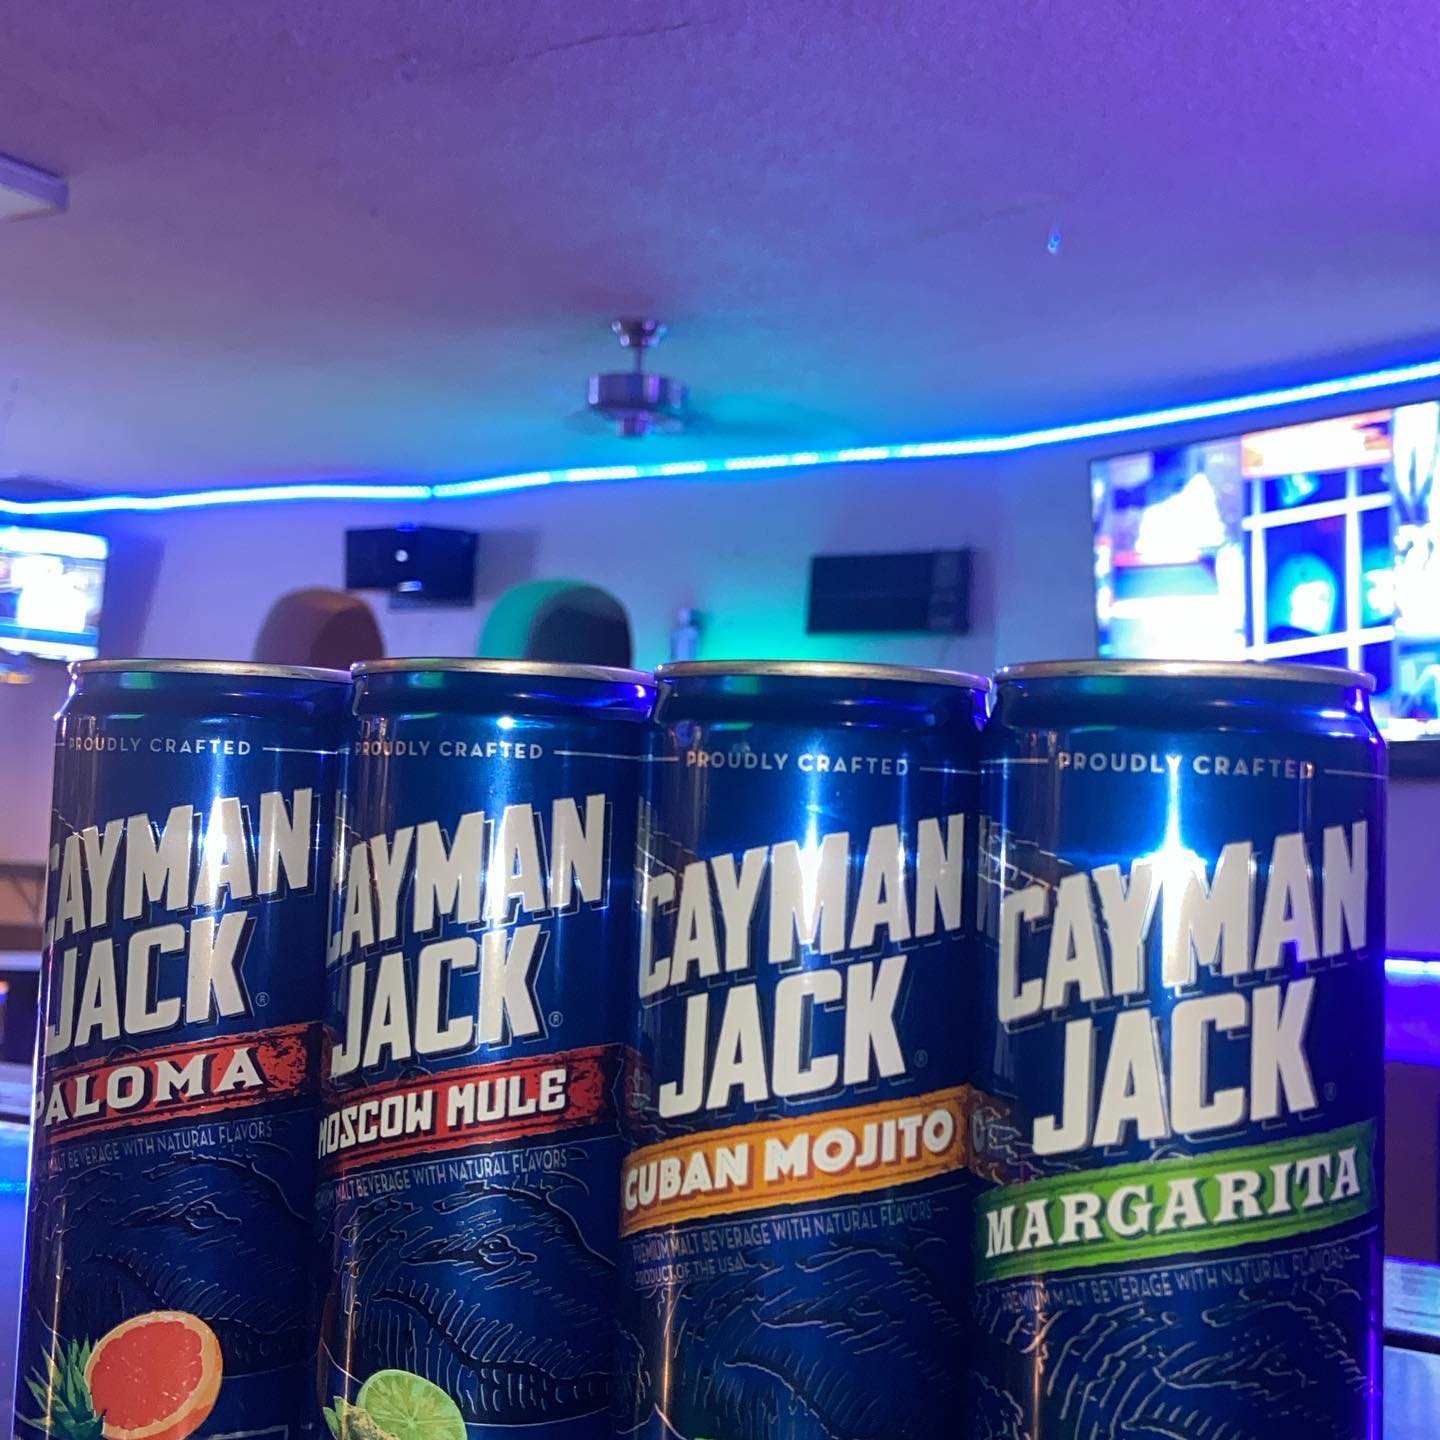 PROUDLY CRAFTED
CAYMAN
JACK®
PALOMA
MALT BEVERAGE WITH NATURAL FLAVORS
PROUDLY CRAFTED
CAYMAN
JACK®
MOSCOW MULE
PREMIUM MALT BEVERAGE WITH NATURAL FLAVORS
PROUDLY CRAFTED
CAYMAN
JACK®
CUBAN MOJITO
PREMIUM MALT BEVERAGE WITH NATURAL FLAVORS
PRODUCT OF THE USA
PROUDLY CRAFTED
CAYMAN
JACK®
MARGARITA
PREMIUM MALT BEVERAGE WITH NATURAL FLAVORS